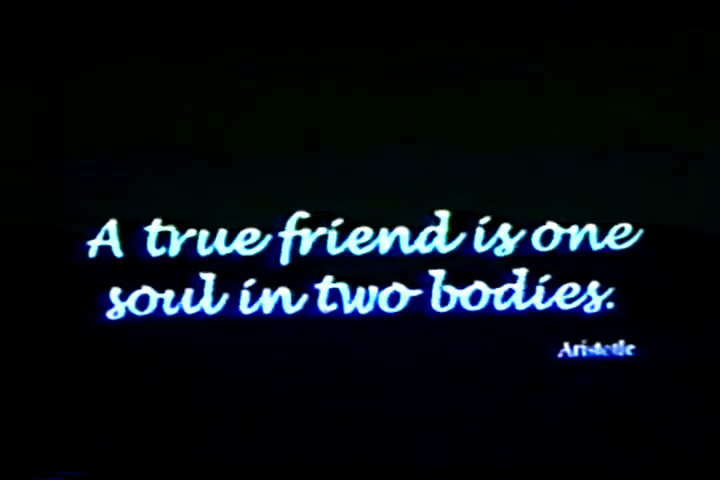 A true friend is one
soul in two bodies.
Aristotle